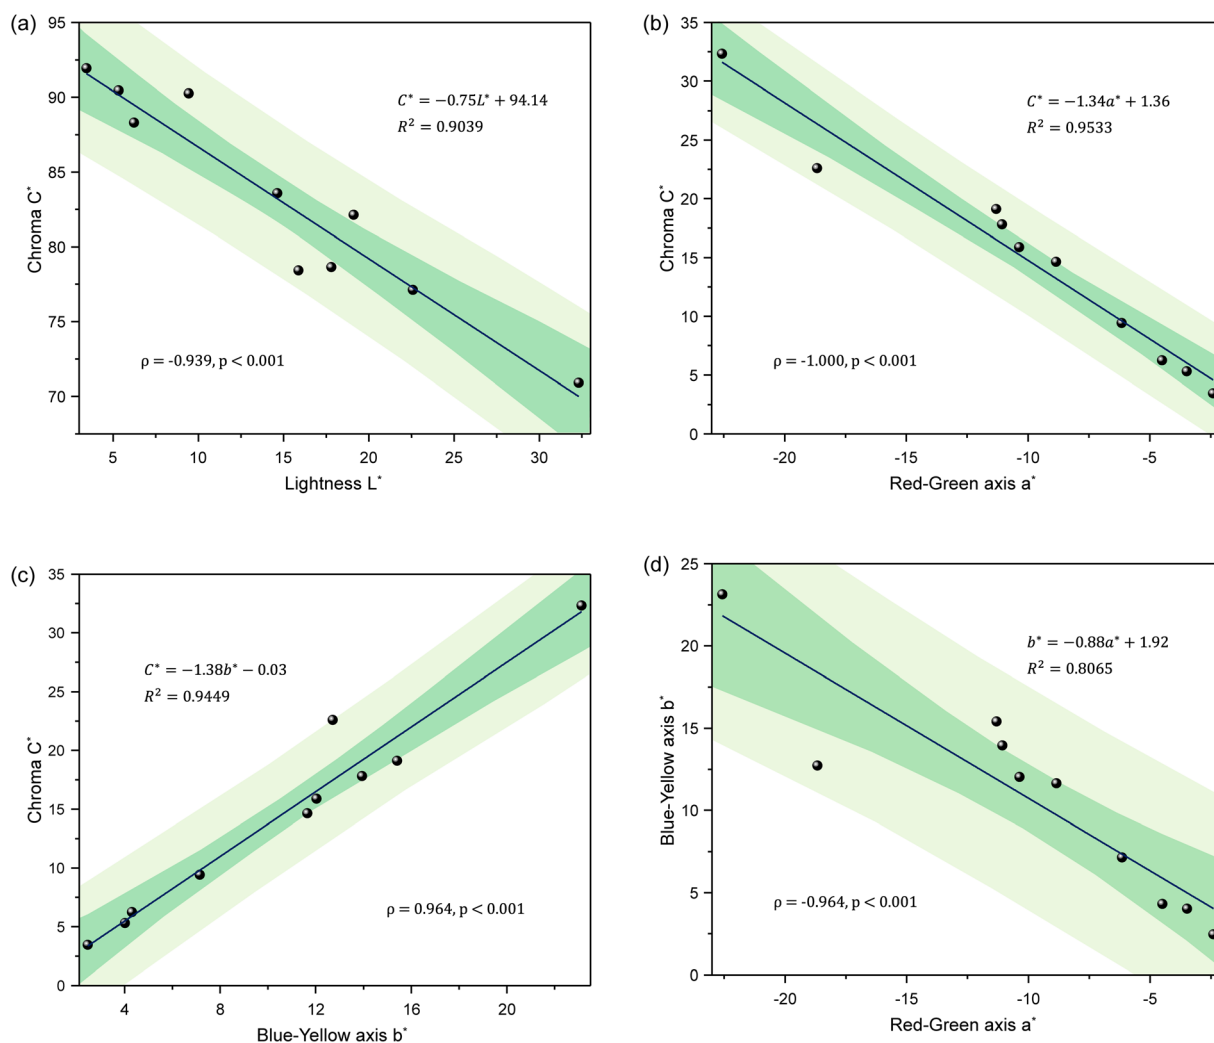 (a)
95
90
85
80
75
70
Chroma C*
C* = −0.75L* + 94.14
R² = 0.9039
ρ = -0.939, p < 0.001
5 10 15 20 25 30
Lightness L*
(b)
35
30
25
20
15
10
5
0
Chroma C*
C* = −1.34a* + 1.36
R² = 0.9533
ρ = -1.000, p < 0.001
-20 -15 -10 -5
Red-Green axis a*
(c)
35
30
25
20
15
10
5
0
Chroma C*
C* = −1.38b* − 0.03
R² = 0.9449
ρ = 0.964, p < 0.001
4 8 12 16 20
Blue-Yellow axis b*
(d)
25
20
15
10
5
0
Blue-Yellow axis b*
b* = −0.88a* + 1.92
R² = 0.8065
ρ = -0.964, p < 0.001
-20 -15 -10 -5
Red-Green axis a*